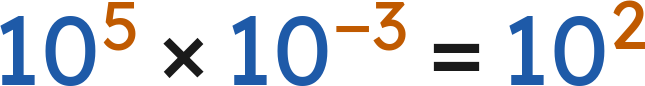 10⁵ × 10⁻³ = 10²